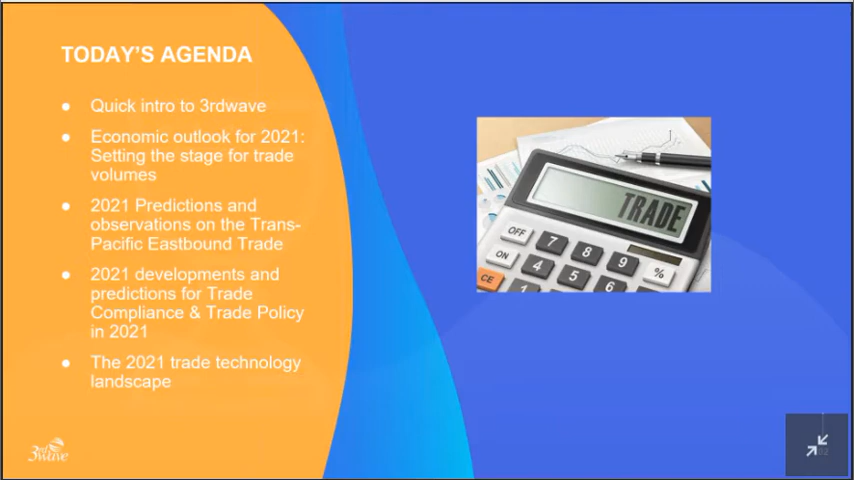 TODAY'S AGENDA
● Quick intro to 3rdwave
● Economic outlook for 2021:
Setting the stage for trade
volumes
● 2021 Predictions and
observations on the Trans-
Pacific Eastbound Trade
● 2021 developments and
predictions for Trade
Compliance & Trade Policy
in 2021
● The 2021 trade technology
landscape
TRADE
OFF 7 8 9 %
ON 4 5 6
CE 1
3rdwave